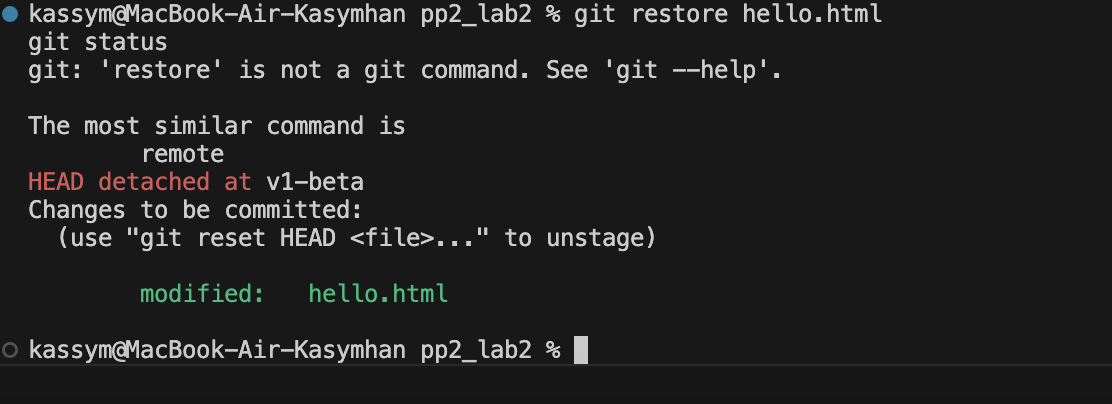 kassym@MacBook-Air-Kasymhan pp2_lab2 % git restore hello.html
git status
git: 'restore' is not a git command. See 'git --help'.
The most similar command is
remote
HEAD detached at v1-beta
Changes to be committed:
(use "git reset HEAD <file>..." to unstage)
modified: hello.html
kassym@MacBook-Air-Kasymhan pp2_lab2 %